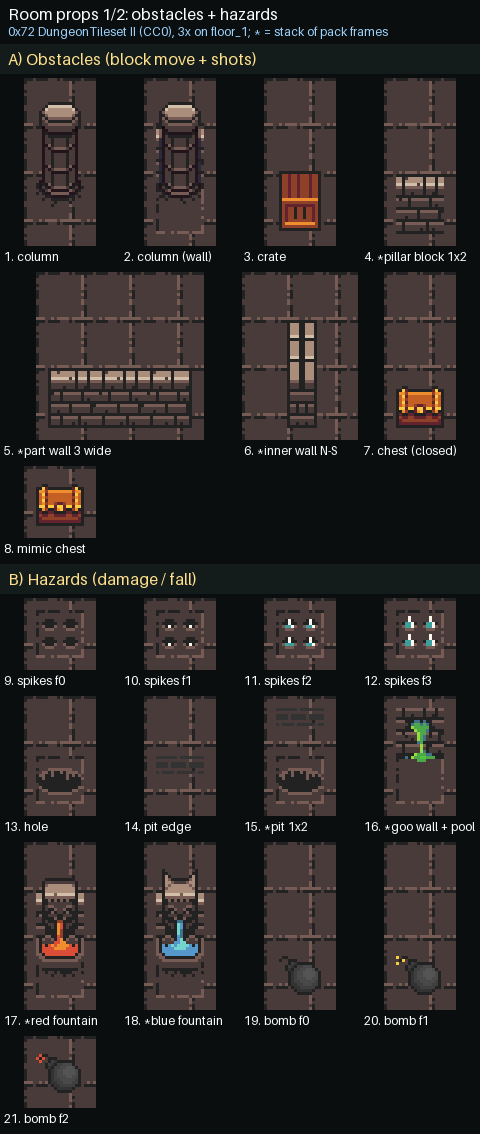 Room props 1/2: obstacles + hazards
0x72 DungeonTileset II (CC0), 3x on floor_1; * = stack of pack frames
A) Obstacles (block move + shots)
1. column
2. column (wall)
3. crate
4. *pillar block 1x2
5. *part wall 3 wide
6. *inner wall N-S
7. chest (closed)
8. mimic chest
B) Hazards (damage / fall)
9. spikes f0
10. spikes f1
11. spikes f2
12. spikes f3
13. hole
14. pit edge
15. *pit 1x2
16. *goo wall + pool
17. *red fountain
18. *blue fountain
19. bomb f0
20. bomb f1
21. bomb f2